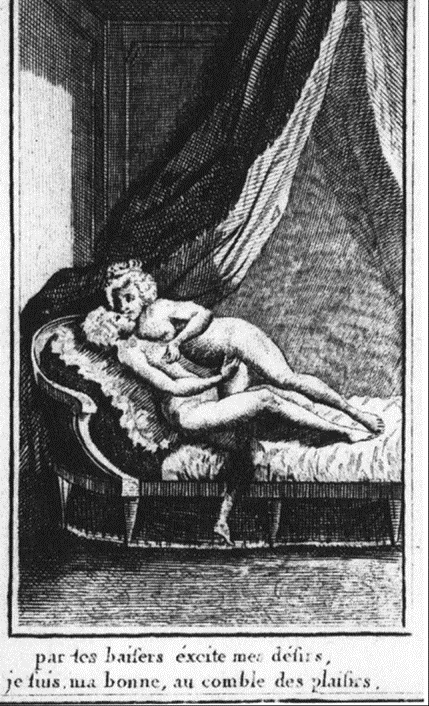 par tes baisers éxcite mes désirs,
je suis, ma bonne, au comble des plaisirs,